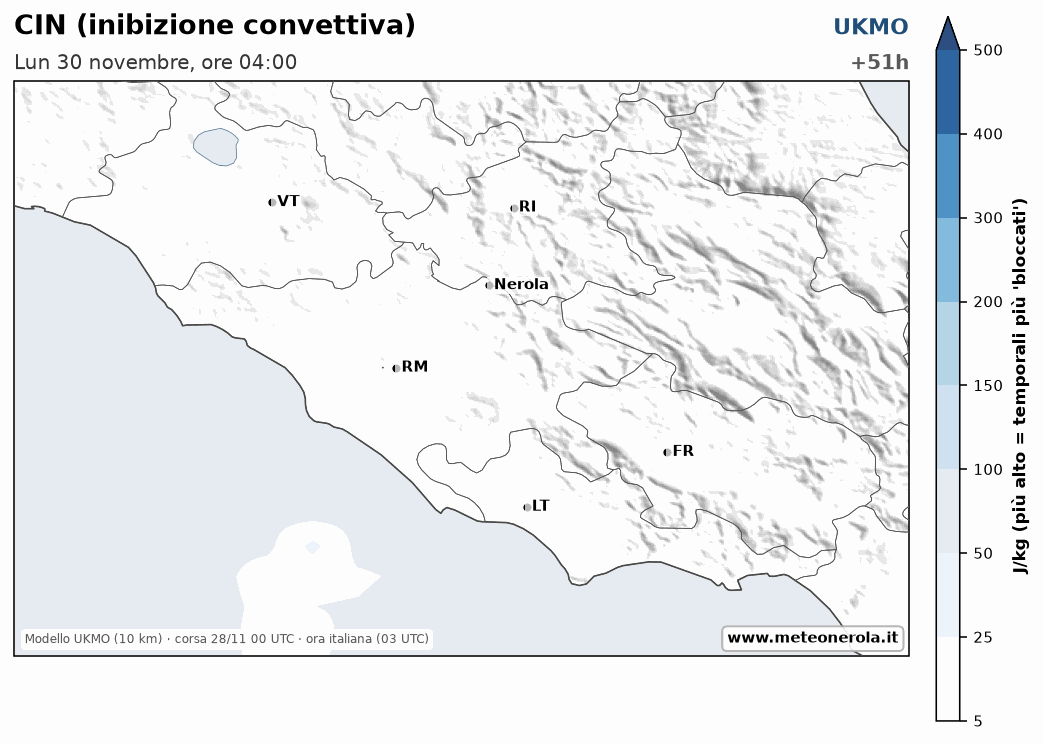 CIN (inibizione convettiva)
UKMO
Lun 30 novembre, ore 04:00
+51h
VT
RI
Nerola
RM
FR
LT
Modello UKMO (10 km) · corsa 28/11 00 UTC · ora italiana (03 UTC)
www.meteonerola.it
500
400
300
200
150
100
50
25
5
J/kg (più alto = temporali più 'bloccati')